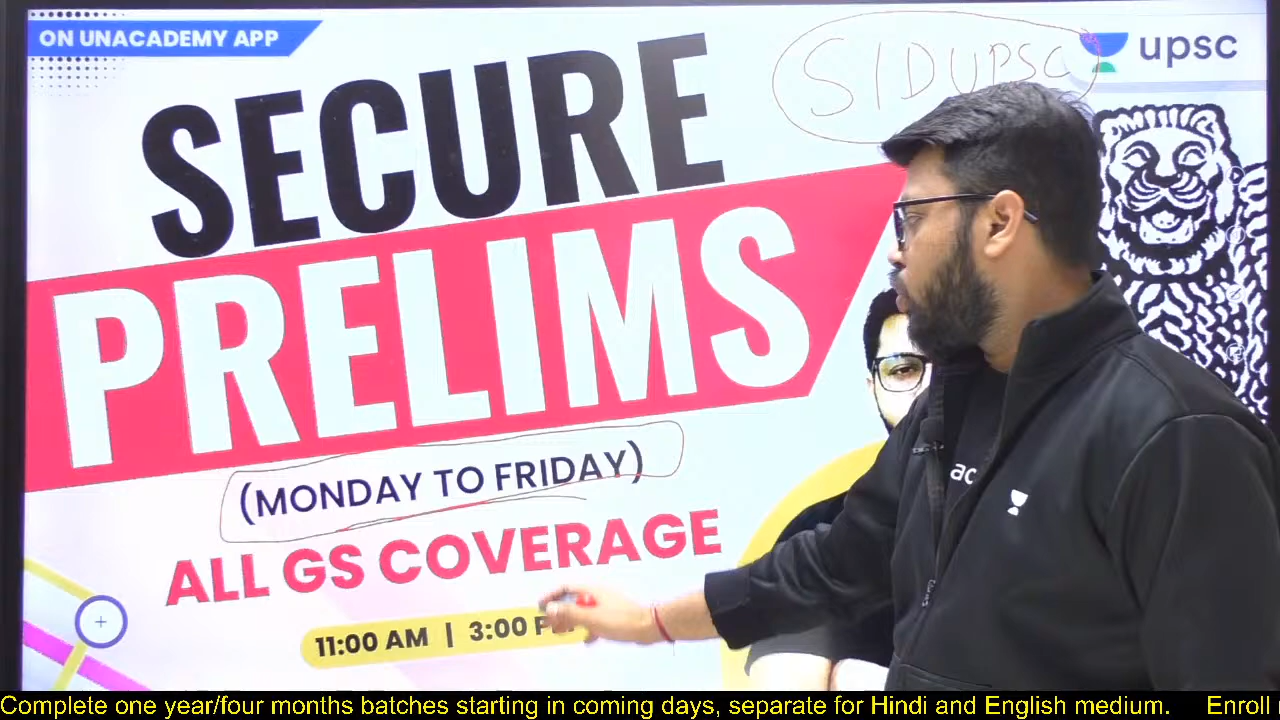 ON UNACADEMY APP
SIDUPSC
upsc
SECURE
PRELIMS
(MONDAY TO FRIDAY)
ALL GS COVERAGE
11:00 AM | 3:00
Complete one year/four months batches starting in coming days, separate for Hindi and English medium. Enroll